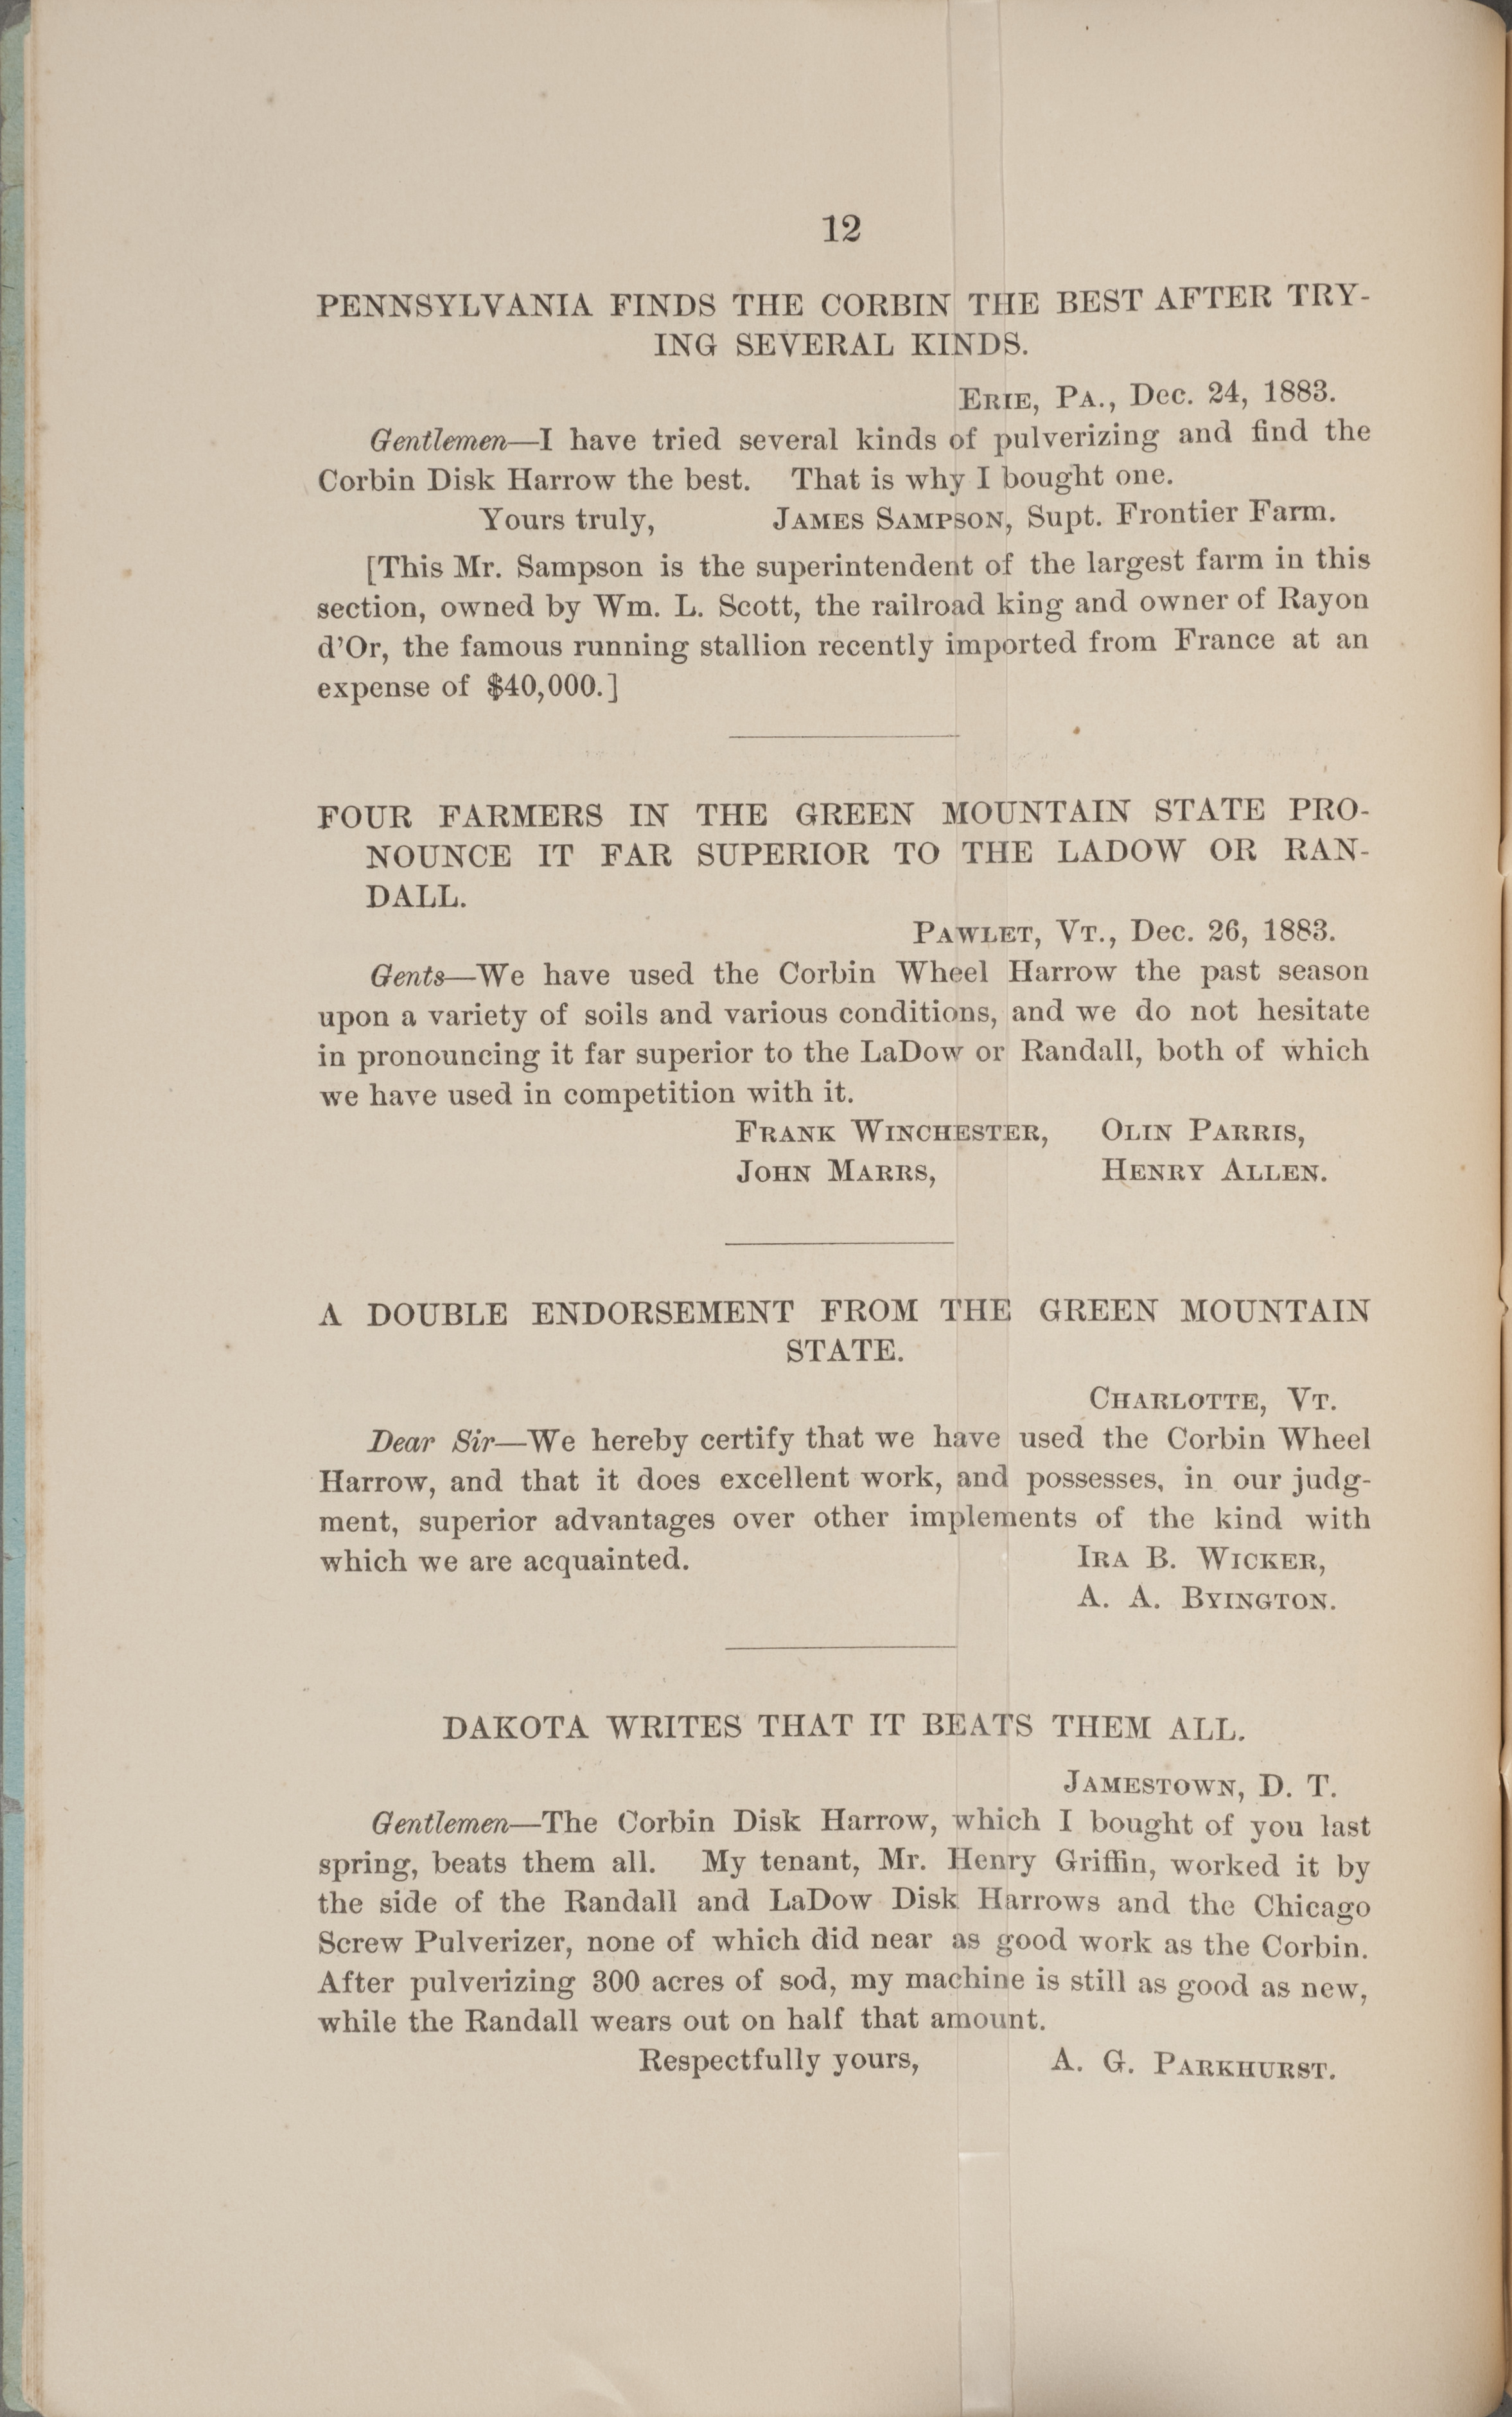 12
PENNSYLVANIA FINDS THE CORBIN THE BEST AFTER TRY-
ING SEVERAL KINDS.
ERIE, PA., Dec. 24, 1883.
Gentlemen—I have tried several kinds of pulverizing and find the
Corbin Disk Harrow the best. That is why I bought one.
Yours truly, JAMES SAMPSON, Supt. Frontier Farm.
[This Mr. Sampson is the superintendent of the largest farm in this
section, owned by Wm. L. Scott, the railroad king and owner of Rayon
d'Or, the famous running stallion recently imported from France at an
expense of $40,000.]
FOUR FARMERS IN THE GREEN MOUNTAIN STATE PRO-
NOUNCE IT FAR SUPERIOR TO THE LADOW OR RAN-
DALL.
PAWLET, VT., Dec. 26, 1883.
Gents—We have used the Corbin Wheel Harrow the past season
upon a variety of soils and various conditions, and we do not hesitate
in pronouncing it far superior to the LaDow or Randall, both of which
we have used in competition with it.
FRANK WINCHESTER, OLIN PARRIS,
JOHN MARRS, HENRY ALLEN.
A DOUBLE ENDORSEMENT FROM THE GREEN MOUNTAIN
STATE.
CHARLOTTE, VT.
Dear Sir—We hereby certify that we have used the Corbin Wheel
Harrow, and that it does excellent work, and possesses, in our judg-
ment, superior advantages over other implements of the kind with
which we are acquainted. IRA B. WICKER,
A. A. BYINGTON.
DAKOTA WRITES THAT IT BEATS THEM ALL.
JAMESTOWN, D. T.
Gentlemen—The Corbin Disk Harrow, which I bought of you last
spring, beats them all. My tenant, Mr. Henry Griffin, worked it by
the side of the Randall and LaDow Disk Harrows and the Chicago
Screw Pulverizer, none of which did near as good work as the Corbin.
After pulverizing 300 acres of sod, my machine is still as good as new,
while the Randall wears out on half that amount.
Respectfully yours, A. G. PARKHURST.